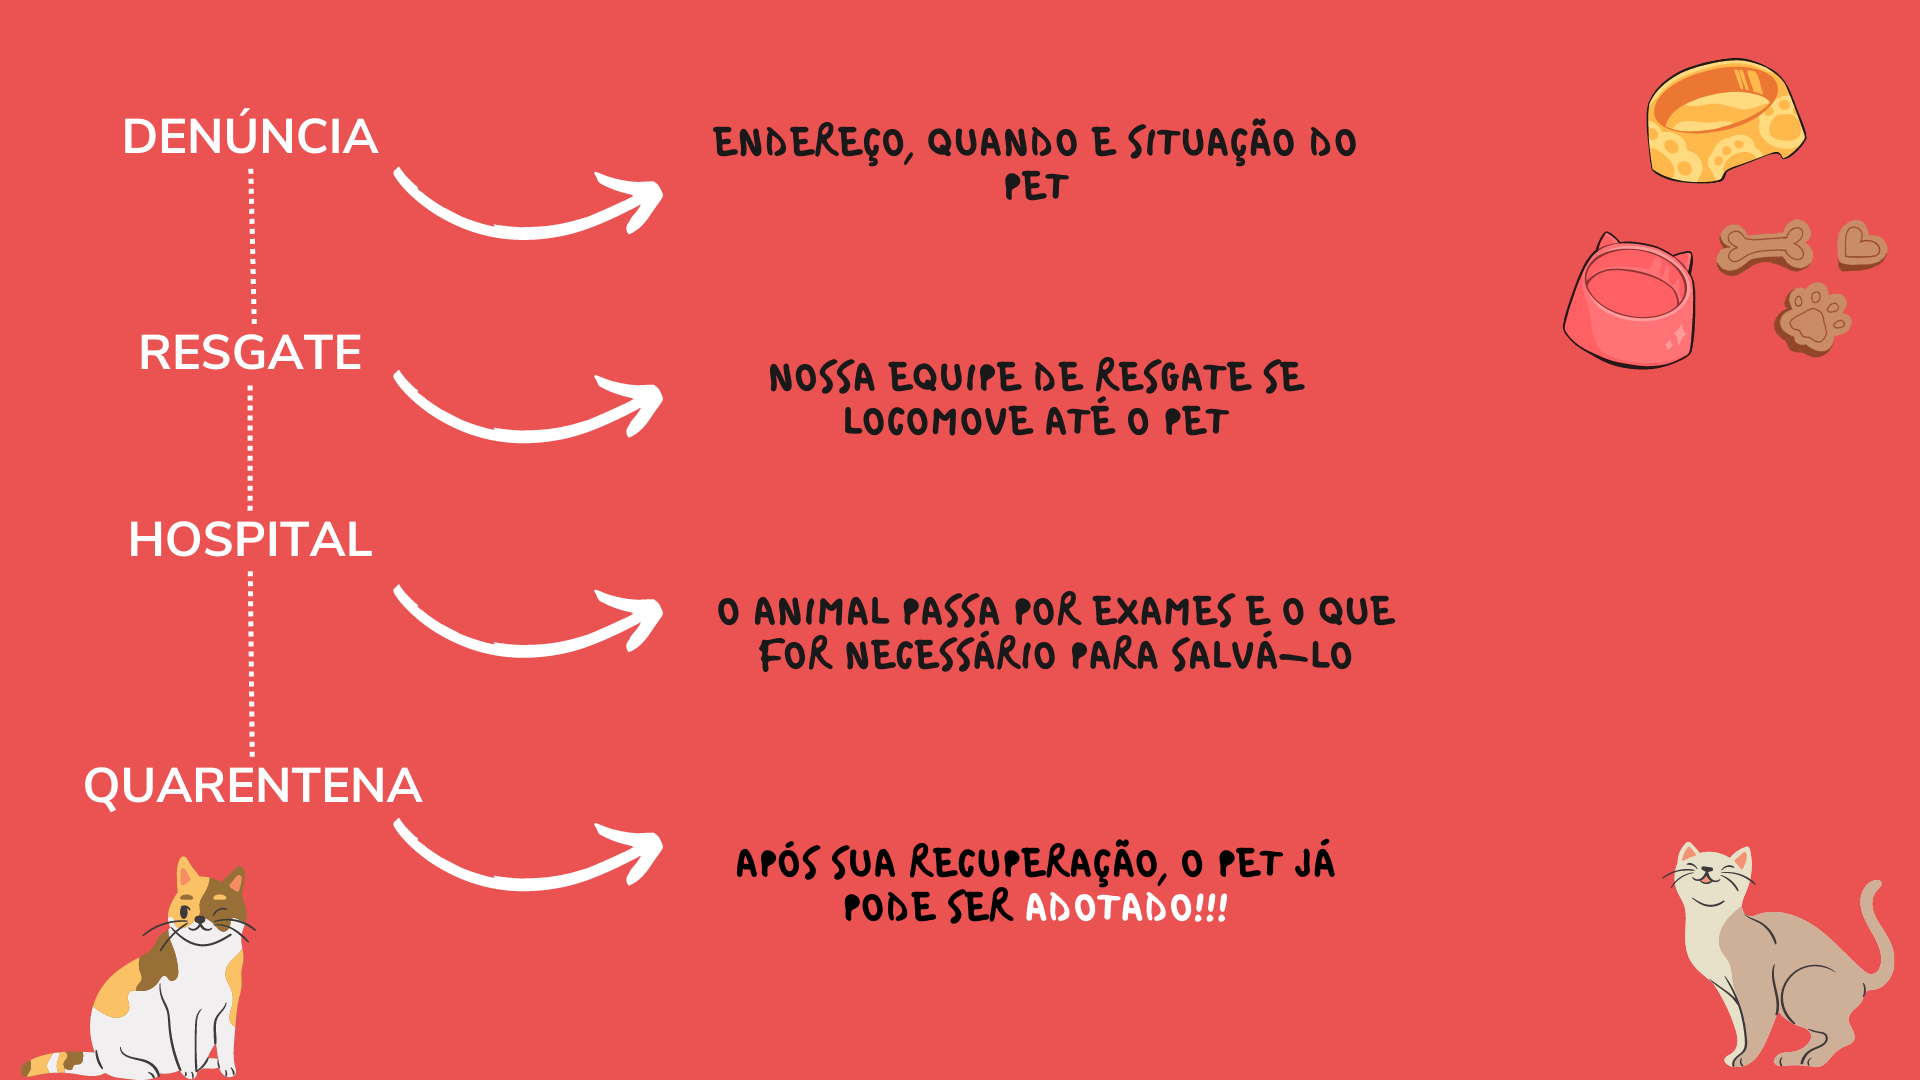 DENÚNCIA
ENDEREÇO, QUANDO E SITUAÇÃO DO
PET
RESGATE
NOSSA EQUIPE DE RESGATE SE
LOCOMOVE ATÉ O PET
HOSPITAL
O ANIMAL PASSA POR EXAMES E O QUE
FOR NECESSÁRIO PARA SALVÁ-LO
QUARENTENA
APÓS SUA RECUPERAÇÃO, O PET JÁ
PODE SER ADOTADO!!!